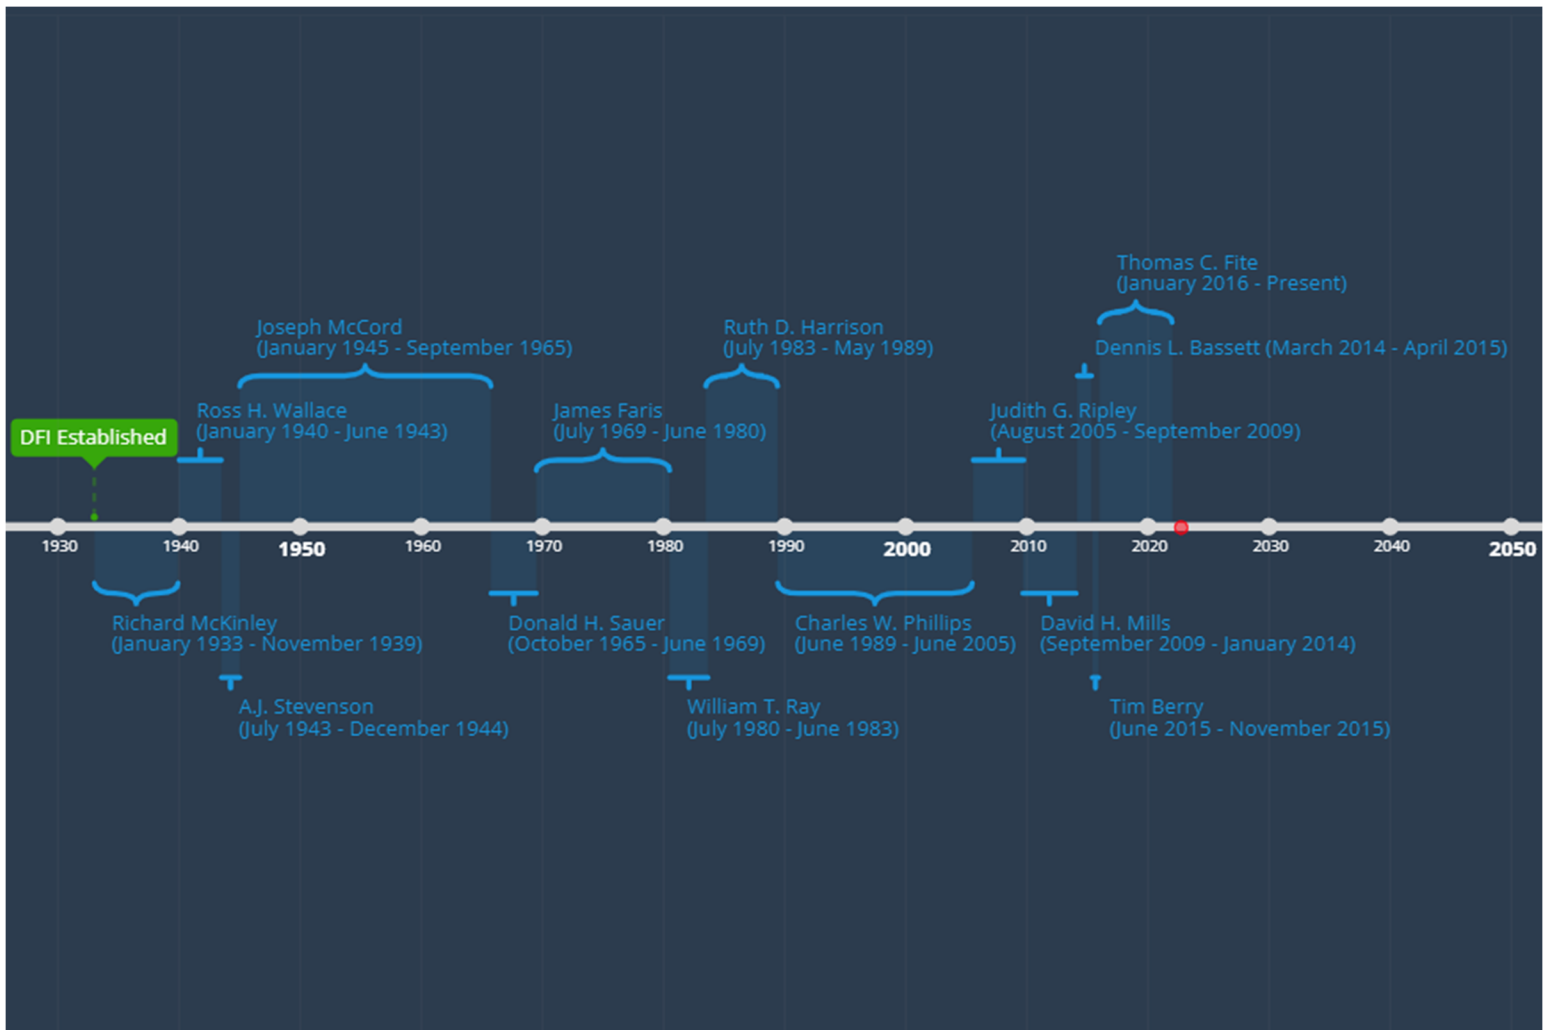 Thomas C. Fite
(January 2016 - Present)
Joseph McCord
(January 1945 - September 1965)
Ruth D. Harrison
(July 1983 - May 1989)
Dennis L. Bassett (March 2014 - April 2015)
Ross H. Wallace
(January 1940 - June 1943)
James Faris
(July 1969 - June 1980)
Judith G. Ripley
(August 2005 - September 2009)
DFI Established
1930 1940 1950 1960 1970 1980 1990 2000 2010 2020 2030 2040 2050
Richard McKinley
(January 1933 - November 1939)
Donald H. Sauer
(October 1965 - June 1969)
Charles W. Phillips
(June 1989 - June 2005)
David H. Mills
(September 2009 - January 2014)
A.J. Stevenson
(July 1943 - December 1944)
William T. Ray
(July 1980 - June 1983)
Tim Berry
(June 2015 - November 2015)